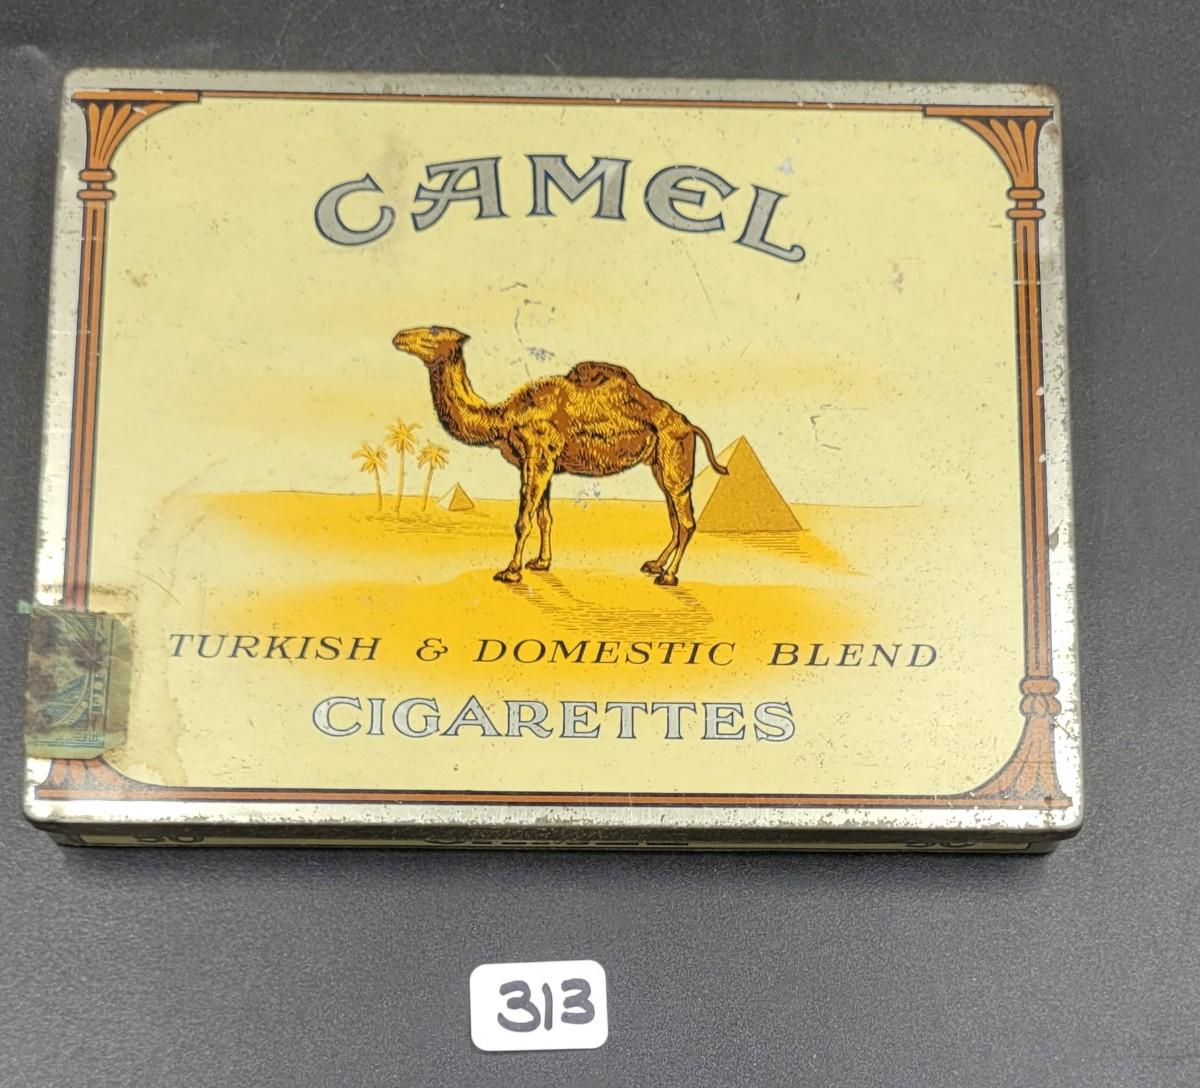 CAMEL
TURKISH & DOMESTIC BLEND
CIGARETTES
313